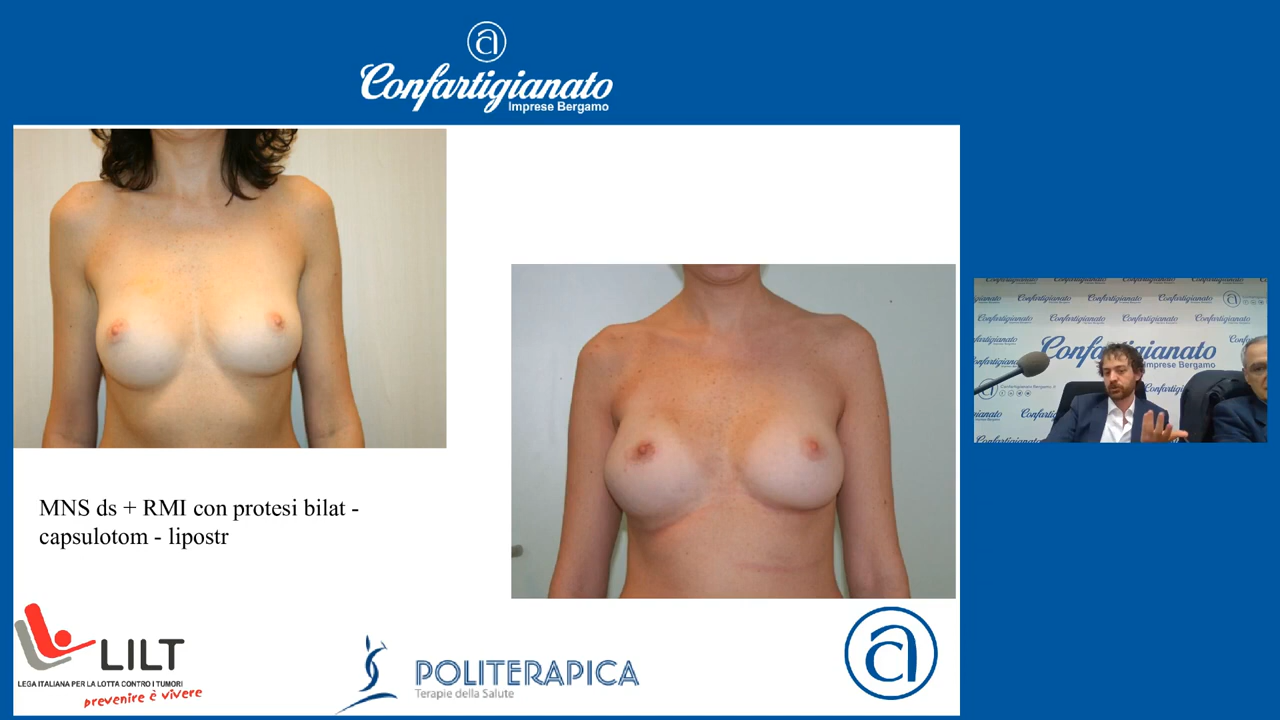 a
Confartigianato
Imprese Bergamo
MNS ds + RMI con protesi bilat -
capsulotom - lipostr
LILT
LEGA ITALIANA PER LA LOTTA CONTRO I TUMORI
prevenire è vivere
POLITERAPICA
Terapie della Salute
a
Confartigianato
Imprese Bergamo